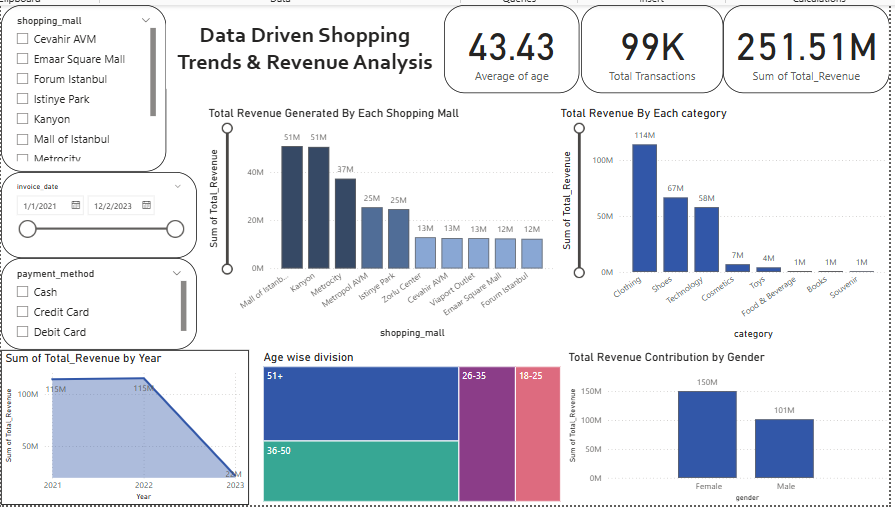 Data
Queries
Insert
Calculations
shopping_mall
Cevahir AVM
Emaar Square Mall
Forum Istanbul
Istinye Park
Kanyon
Mall of Istanbul
Metrocity
Data Driven Shopping
Trends & Revenue Analysis
43.43
Average of age
99K
Total Transactions
251.51M
Sum of Total_Revenue
invoice_date
1/1/2021
12/2/2023
payment_method
Cash
Credit Card
Debit Card
Total Revenue Generated By Each Shopping Mall
Sum of Total_Revenue
40M
20M
0M
51M
51M
37M
25M
25M
13M
13M
13M
12M
12M
Mall of Istanb...
Kanyon
Metrocity
Metropol AVM
Istinye Park
Zorlu Center
Cevahir AVM
Viaport Outlet
Emaar Square Mall
Forum Istanbul
shopping_mall
Total Revenue By Each category
Sum of Total_Revenue
100M
50M
0M
114M
67M
58M
7M
4M
1M
1M
1M
Clothing
Shoes
Technology
Cosmetics
Toys
Food & Beverage
Books
Souvenir
category
Sum of Total_Revenue by Year
Sum of Total_Revenue
100M
50M
115M
115M
2021
2022
2023
Year
Age wise division
51+
36-50
26-35
18-25
Total Revenue Contribution by Gender
Sum of Total_Revenue
150M
100M
50M
0M
150M
101M
Female
Male
gender